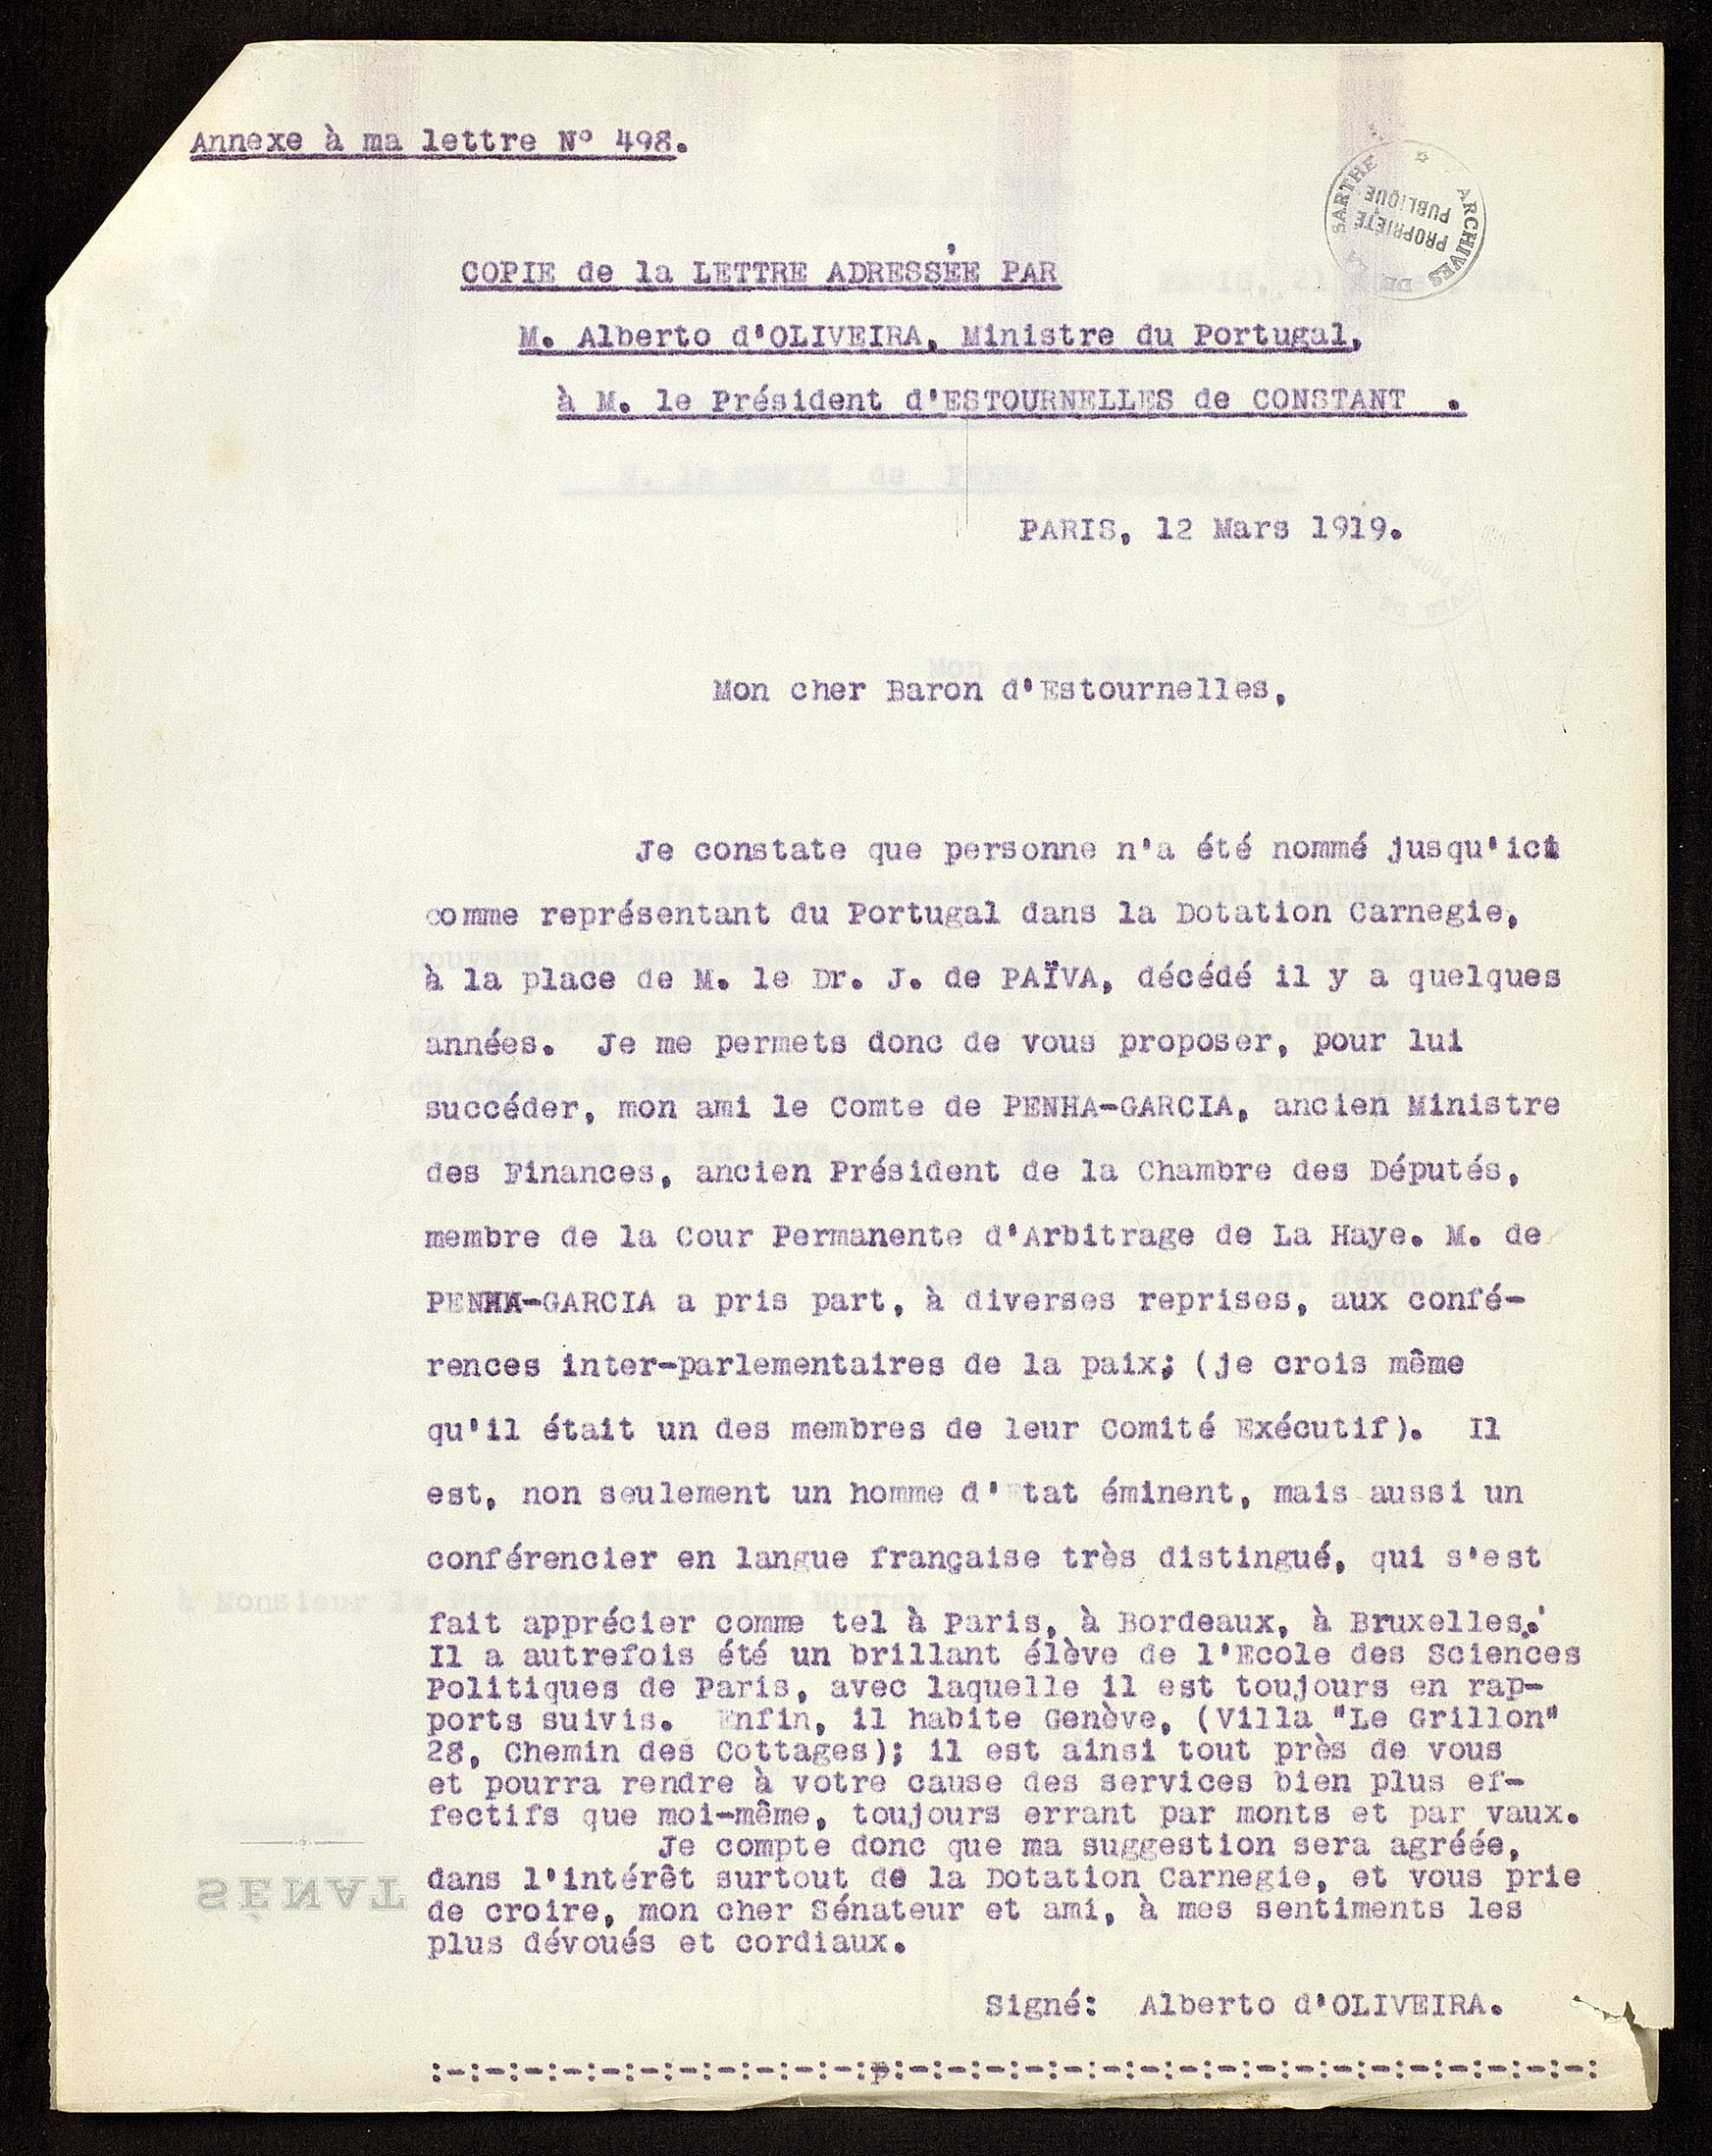 Annexe à ma lettre N° 498.
ARCHIVES DE LA SARTHE
PROPRIÉTÉ
PUBLIQUE
COPIE de la LETTRE ADRESSÉE PAR
M. Alberto d'OLIVEIRA, Ministre du Portugal,
à M. le Président d'ESTOURNELLES de CONSTANT .
PARIS, 12 Mars 1919.
Mon cher Baron d'Estournelles,
Je constate que personne n'a été nommé jusqu'ici
comme représentant du Portugal dans la Dotation Carnegie,
à la place de M. le Dr. J. de PAÏVA, décédé il y a quelques
années. Je me permets donc de vous proposer, pour lui
succéder, mon ami le Comte de PENHA-GARCIA, ancien Ministre
des Finances, ancien Président de la Chambre des Députés,
membre de la Cour Permanente d'Arbitrage de La Haye. M. de
PENHA-GARCIA a pris part, à diverses reprises, aux confé-
rences inter-parlementaires de la paix; (je crois même
qu'il était un des membres de leur Comité Exécutif). Il
est, non seulement un homme d'Etat éminent, mais aussi un
conférencier en langue française très distingué, qui s'est
fait apprécier comme tel à Paris, à Bordeaux, à Bruxelles.
Il a autrefois été un brillant élève de l'Ecole des Sciences
Politiques de Paris, avec laquelle il est toujours en rap-
ports suivis. Enfin, il habite Genève, (Villa "Le Grillon"
28, Chemin des Cottages); il est ainsi tout près de vous
et pourra rendre à votre cause des services bien plus ef-
fectifs que moi-même, toujours errant par monts et par vaux.
Je compte donc que ma suggestion sera agréée,
dans l'intérêt surtout de la Dotation Carnegie, et vous prie
de croire, mon cher Sénateur et ami, à mes sentiments les
plus dévoués et cordiaux.
SÉNAT
Signé: Alberto d'OLIVEIRA.